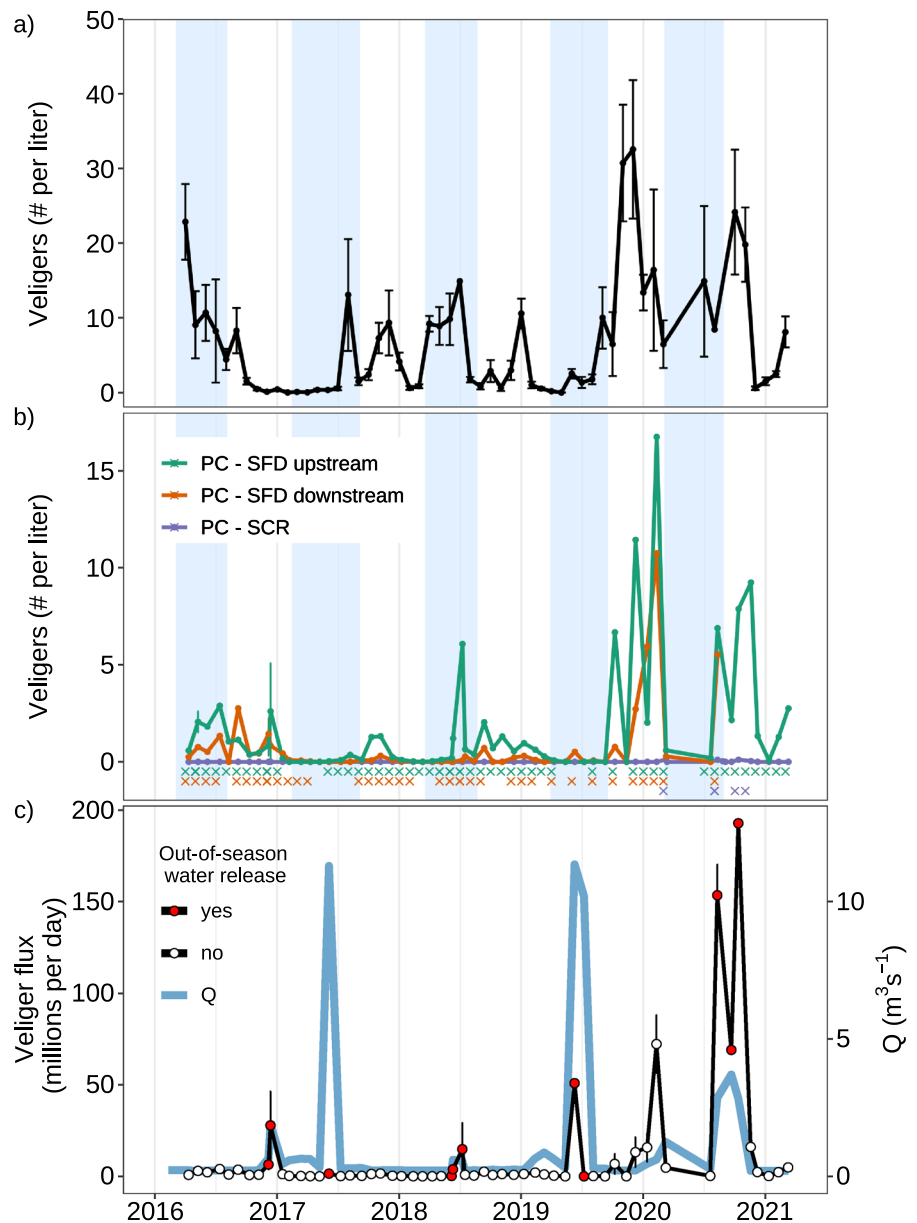 a)
Veligers (# per liter)
50
40
30
20
10
0
b)
Veligers (# per liter)
15
10
5
0
PC - SFD upstream
PC - SFD downstream
PC - SCR
c)
Veliger flux
(millions per day)
200
150
100
50
0
Out-of-season
water release
yes
no
Q
10
5
0
Q (m³s⁻¹)
2016 2017 2018 2019 2020 2021